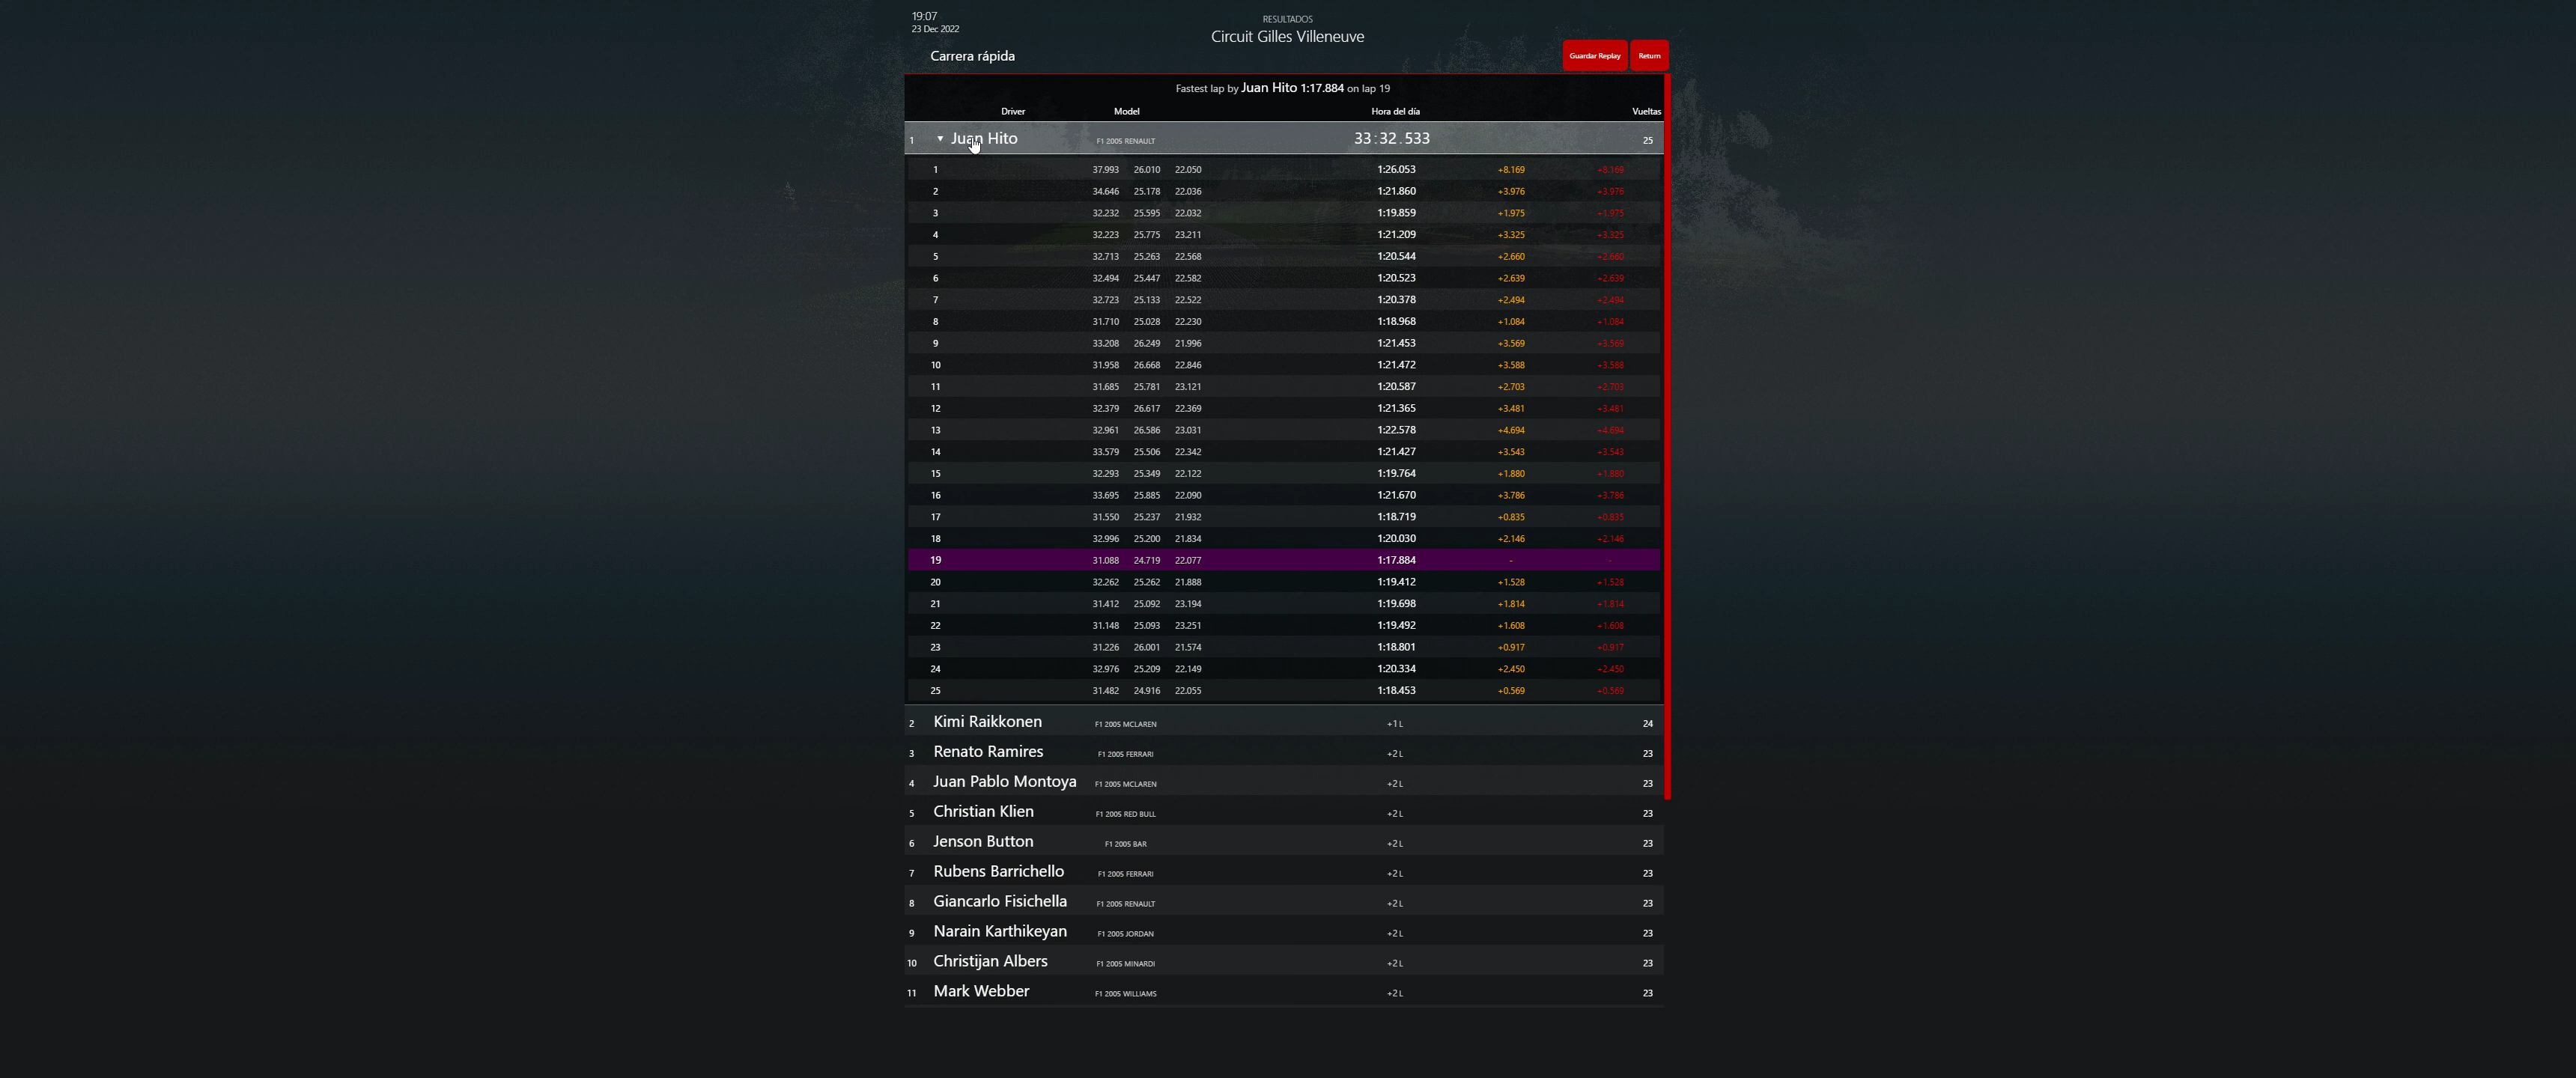 19:07
23 Dec 2022
RESULTADOS
Circuit Gilles Villeneuve
Carrera rápida
Guardar Replay Return
Fastest lap by Juan Hito 1:17.884 on lap 19
Driver Model Hora del día Vueltas
1 ▼ Juan Hito F1 2005 RENAULT 33:32.533 25
1 37.993 26.010 22.050 1:26.053 +8.169 +8.169
2 34.646 25.178 22.036 1:21.860 +3.976 +3.976
3 32.232 25.595 22.032 1:19.859 +1.975 +1.975
4 32.223 25.775 23.211 1:21.209 +3.325 +3.325
5 32.713 25.263 22.568 1:20.544 +2.660 +2.660
6 32.494 25.447 22.582 1:20.523 +2.639 +2.639
7 32.723 25.133 22.522 1:20.378 +2.494 +2.494
8 31.710 25.028 22.230 1:18.968 +1.084 +1.084
9 33.208 26.249 21.996 1:21.453 +3.569 +3.569
10 31.958 26.668 22.846 1:21.472 +3.588 +3.588
11 31.685 25.781 23.121 1:20.587 +2.703 +2.703
12 32.379 26.617 22.369 1:21.365 +3.481 +3.481
13 32.961 26.586 23.031 1:22.578 +4.694 +4.694
14 33.579 25.506 22.342 1:21.427 +3.543 +3.543
15 32.293 25.349 22.122 1:19.764 +1.880 +1.880
16 33.695 25.885 22.090 1:21.670 +3.786 +3.786
17 31.550 25.237 21.932 1:18.719 +0.835 +0.835
18 32.996 25.200 21.834 1:20.030 +2.146 +2.146
19 31.088 24.719 22.077 1:17.884 - -
20 32.262 25.262 21.888 1:19.412 +1.528 +1.528
21 31.412 25.092 23.194 1:19.698 +1.814 +1.814
22 31.148 25.093 23.251 1:19.492 +1.608 +1.608
23 31.226 26.001 21.574 1:18.801 +0.917 +0.917
24 32.976 25.209 22.149 1:20.334 +2.450 +2.450
25 31.482 24.916 22.055 1:18.453 +0.569 +0.569
2 Kimi Raikkonen F1 2005 MCLAREN +1 L 24
3 Renato Ramires F1 2005 FERRARI +2 L 23
4 Juan Pablo Montoya F1 2005 MCLAREN +2 L 23
5 Christian Klien F1 2005 RED BULL +2 L 23
6 Jenson Button F1 2005 BAR +2 L 23
7 Rubens Barrichello F1 2005 FERRARI +2 L 23
8 Giancarlo Fisichella F1 2005 RENAULT +2 L 23
9 Narain Karthikeyan F1 2005 JORDAN +2 L 23
10 Christijan Albers F1 2005 MINARDI +2 L 23
11 Mark Webber F1 2005 WILLIAMS +2 L 23